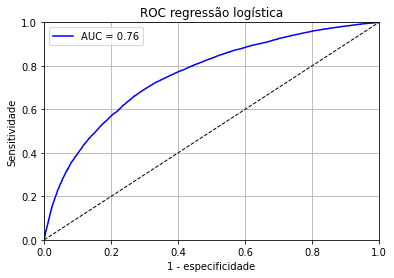 ROC regressão logística
AUC = 0.76
Sensitividade
1.0
0.8
0.6
0.4
0.2
0.0
0.0 0.2 0.4 0.6 0.8 1.0
1 - especificidade